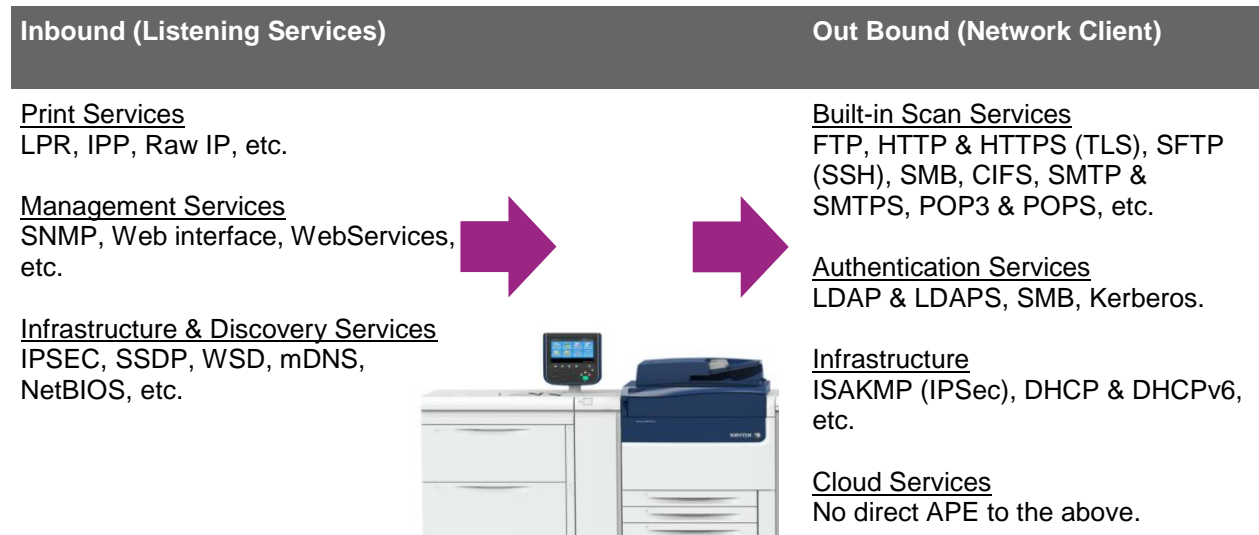 Inbound (Listening Services)
Out Bound (Network Client)
Print Services
LPR, IPP, Raw IP, etc.
Management Services
SNMP, Web interface, WebServices,
etc.
Infrastructure & Discovery Services
IPSEC, SSDP, WSD, mDNS,
NetBIOS, etc.
xerox
Built-in Scan Services
FTP, HTTP & HTTPS (TLS), SFTP
(SSH), SMB, CIFS, SMTP &
SMTPS, POP3 & POPS, etc.
Authentication Services
LDAP & LDAPS, SMB, Kerberos.
Infrastructure
ISAKMP (IPSec), DHCP & DHCPv6,
etc.
Cloud Services
No direct APE to the above.